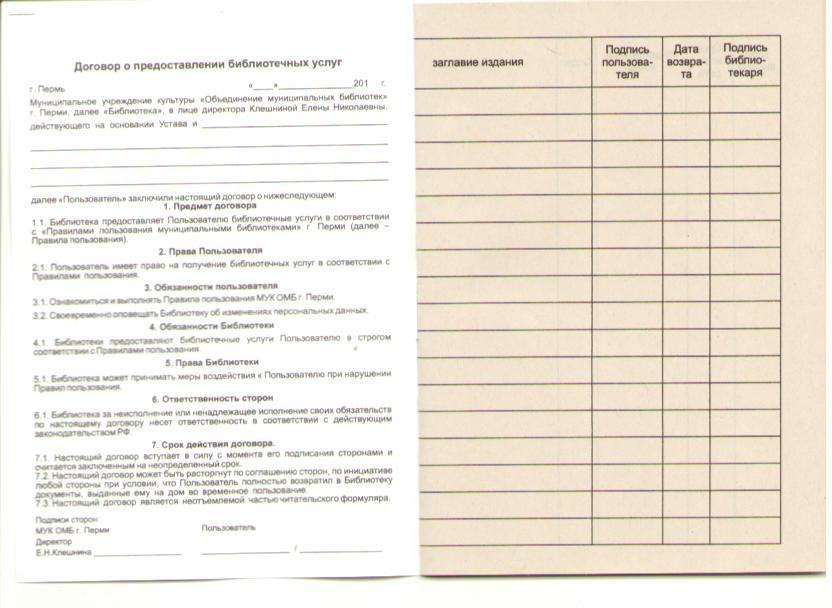 Договор о предоставлении библиотечных услуг
г. Пермь «____»________________201 г.
Муниципальное учреждение культуры «Объединение муниципальных библиотек»
г. Перми, далее «Библиотека», в лице директора Клешниной Елены Николаевны,
действующего на основании Устава и
далее «Пользователь» заключили настоящий договор о нижеследующем:
1. Предмет договора
1.1. Библиотека предоставляет Пользователю библиотечные услуги в соответствии
с «Правилами пользования муниципальными библиотеками» г. Перми (далее –
Правила пользования).
2. Права Пользователя
2.1. Пользователь имеет право на получение библиотечных услуг в соответствии с
Правилами пользования.
3. Обязанности пользователя
3.1. Ознакомиться и выполнять Правила пользования МУК ОМБ г. Перми.
3.2. Своевременно оповещать Библиотеку об изменениях персональных данных.
4. Обязанности Библиотеки
4.1. Библиотеки предоставляют библиотечные услуги Пользователю в строгом
соответствии с Правилами пользования.
5. Права Библиотеки
5.1. Библиотека может принимать меры воздействия к Пользователю при нарушении
Правил пользования.
6. Ответственность сторон
6.1. Библиотека за неисполнение или ненадлежащее исполнение своих обязательств
по настоящему договору несет ответственность в соответствии с действующим
законодательством РФ.
7. Срок действия договора.
7.1. Настоящий договор вступает в силу с момента его подписания сторонами и
считается заключенным на неопределенный срок.
7.2. Настоящий договор может быть расторгнут по соглашению сторон, по инициативе
любой стороны при условии, что Пользователь полностью возвратил в Библиотеку
документы, выданные ему на дом во временное пользование.
7.3. Настоящий договор является неотъемлемой частью читательского формуляра.
Подписи сторон:
МУК ОМБ г. Перми Пользователь
Директор
Е.Н.Клешнина ____________________ ____________________ / ____________________
заглавие издания
Подпись
пользова-
теля
Дата
возвра-
та
Подпись
библио-
текаря